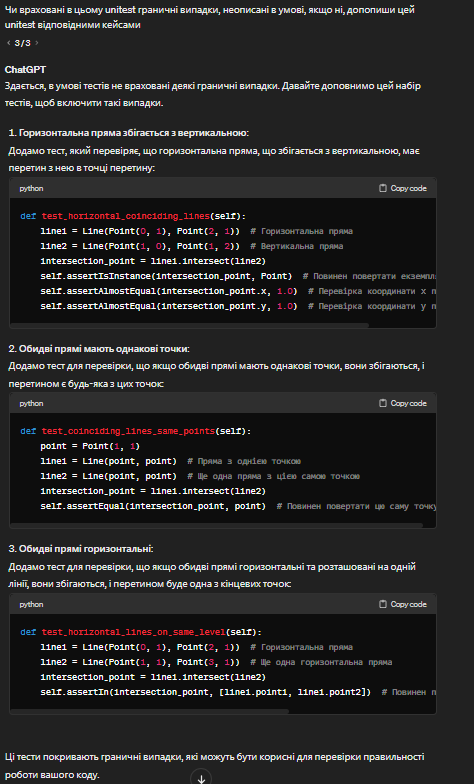 Чи враховані в цьому unitest граничні випадки, неописані в умові, якщо ні, допопиши цей
unitest відповідними кейсами
‹ 3/3 ›
ChatGPT
Здається, в умові тестів не враховані деякі граничні випадки. Давайте доповнимо цей набір
тестів, щоб включити такі випадки.
1. Горизонтальна пряма збігається з вертикальною:
Додамо тест, який перевіряє, що горизонтальна пряма, що збігається з вертикальною, має
перетин з нею в точці перетину:
python Copy code
def test_horizontal_coinciding_lines(self):
line1 = Line(Point(0, 1), Point(2, 1)) # Горизонтальна пряма
line2 = Line(Point(1, 0), Point(1, 2)) # Вертикальна пряма
intersection_point = line1.intersect(line2)
self.assertIsInstance(intersection_point, Point) # Повинен повертати екземпл
self.assertAlmostEqual(intersection_point.x, 1.0) # Перевірка координати x п
self.assertAlmostEqual(intersection_point.y, 1.0) # Перевірка координати y п
2. Обидві прямі мають однакові точки:
Додамо тест для перевірки, що якщо обидві прямі мають однакові точки, вони збігаються, і
перетином є будь-яка з цих точок:
python Copy code
def test_coinciding_lines_same_points(self):
point = Point(1, 1)
line1 = Line(point, point) # Пряма з однією точкою
line2 = Line(point, point) # Ще одна пряма з цією самою точкою
intersection_point = line1.intersect(line2)
self.assertEqual(intersection_point, point) # Повинен повертати цю саму точку
3. Обидві прямі горизонтальні:
Додамо тест для перевірки, що якщо обидві прямі горизонтальні та розташовані на одній
лінії, вони збігаються, і перетином буде одна з кінцевих точок:
python Copy code
def test_horizontal_lines_on_same_level(self):
line1 = Line(Point(0, 1), Point(2, 1)) # Горизонтальна пряма
line2 = Line(Point(1, 1), Point(3, 1)) # Ще одна горизонтальна пряма
intersection_point = line1.intersect(line2)
self.assertIn(intersection_point, [line1.point1, line1.point2]) # Повинен п
Ці тести покривають граничні випадки, які можуть бути корисні для перевірки правильності
роботи вашого коду.